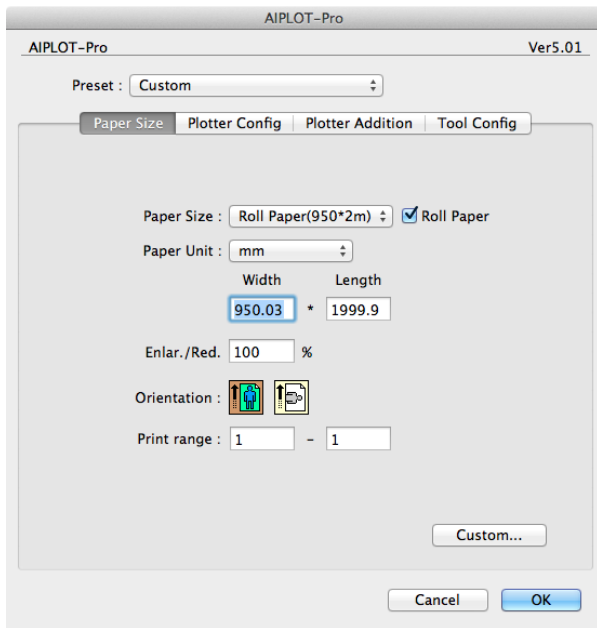 AIPLOT-Pro
AIPLOT-Pro Ver5.01
Preset : Custom
Paper Size Plotter Config Plotter Addition Tool Config
Paper Size : Roll Paper(950*2m) Roll Paper
Paper Unit : mm
Width Length
950.03 * 1999.9
Enlar./Red. 100 %
Orientation :
Print range : 1 - 1
Custom...
Cancel OK